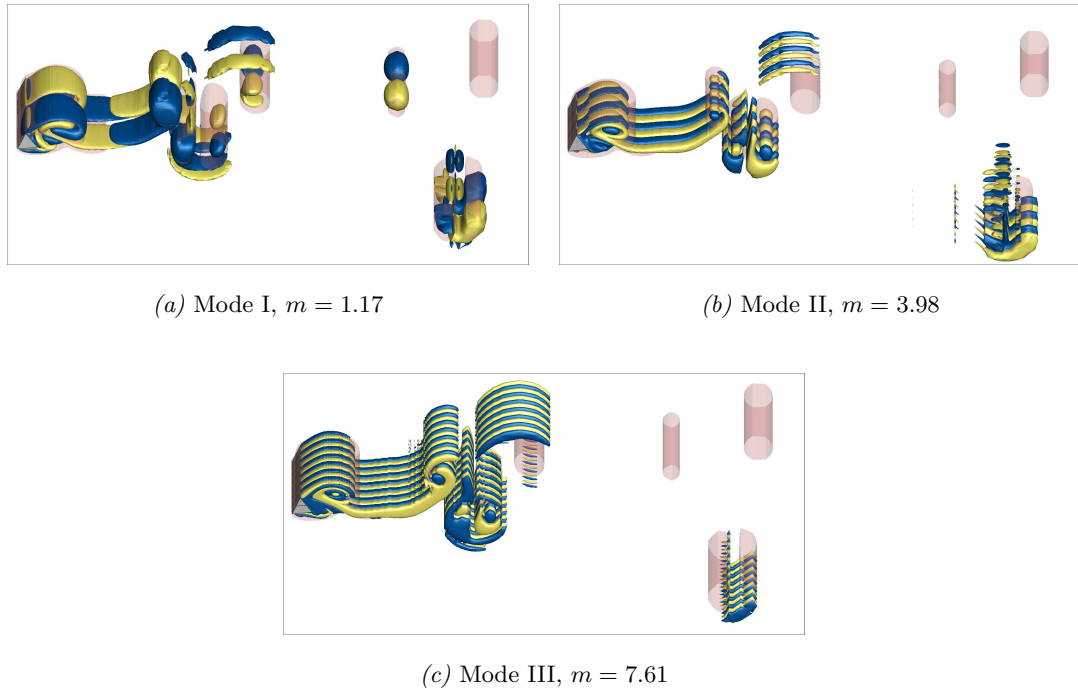 (a) Mode I, m = 1.17
(b) Mode II, m = 3.98
(c) Mode III, m = 7.61